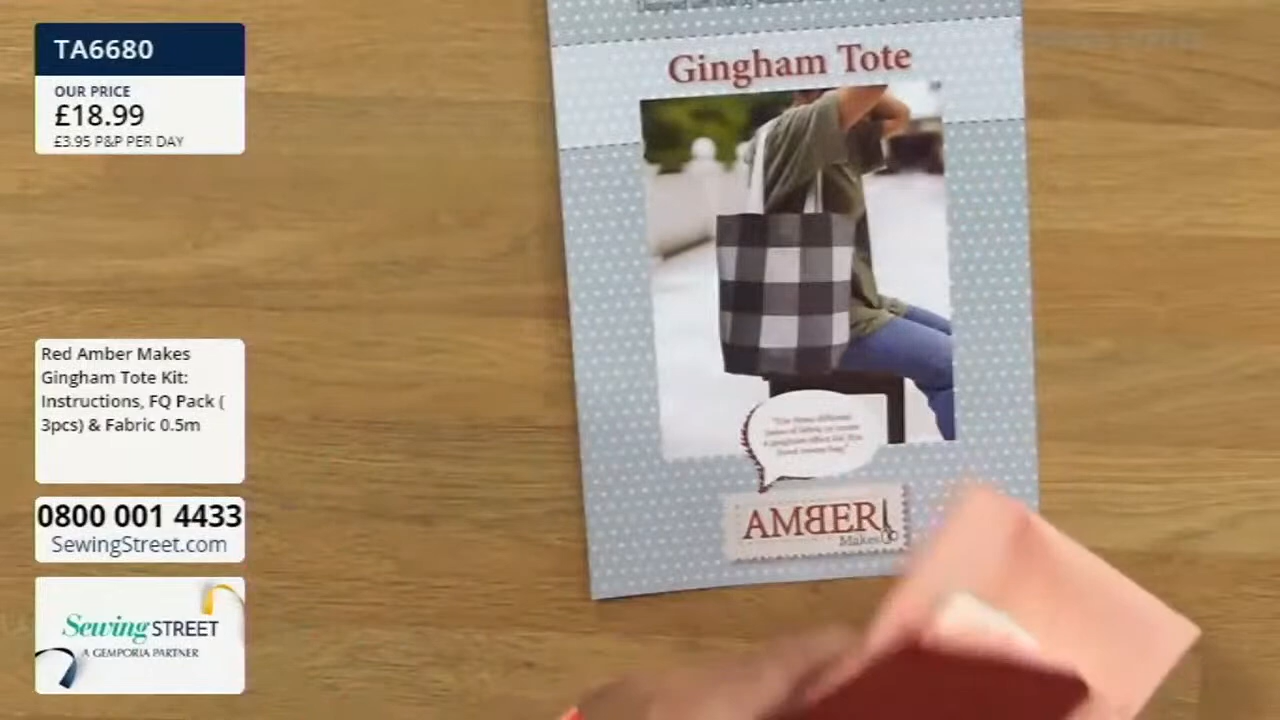 TA6680
OUR PRICE
£18.99
£3.95 P&P PER DAY
Red Amber Makes
Gingham Tote Kit:
Instructions, FQ Pack (
3pcs) & Fabric 0.5m
0800 001 4433
SewingStreet.com
Sewing STREET
A GEMPORIA PARTNER
Gingham Tote
AMBER
Makes